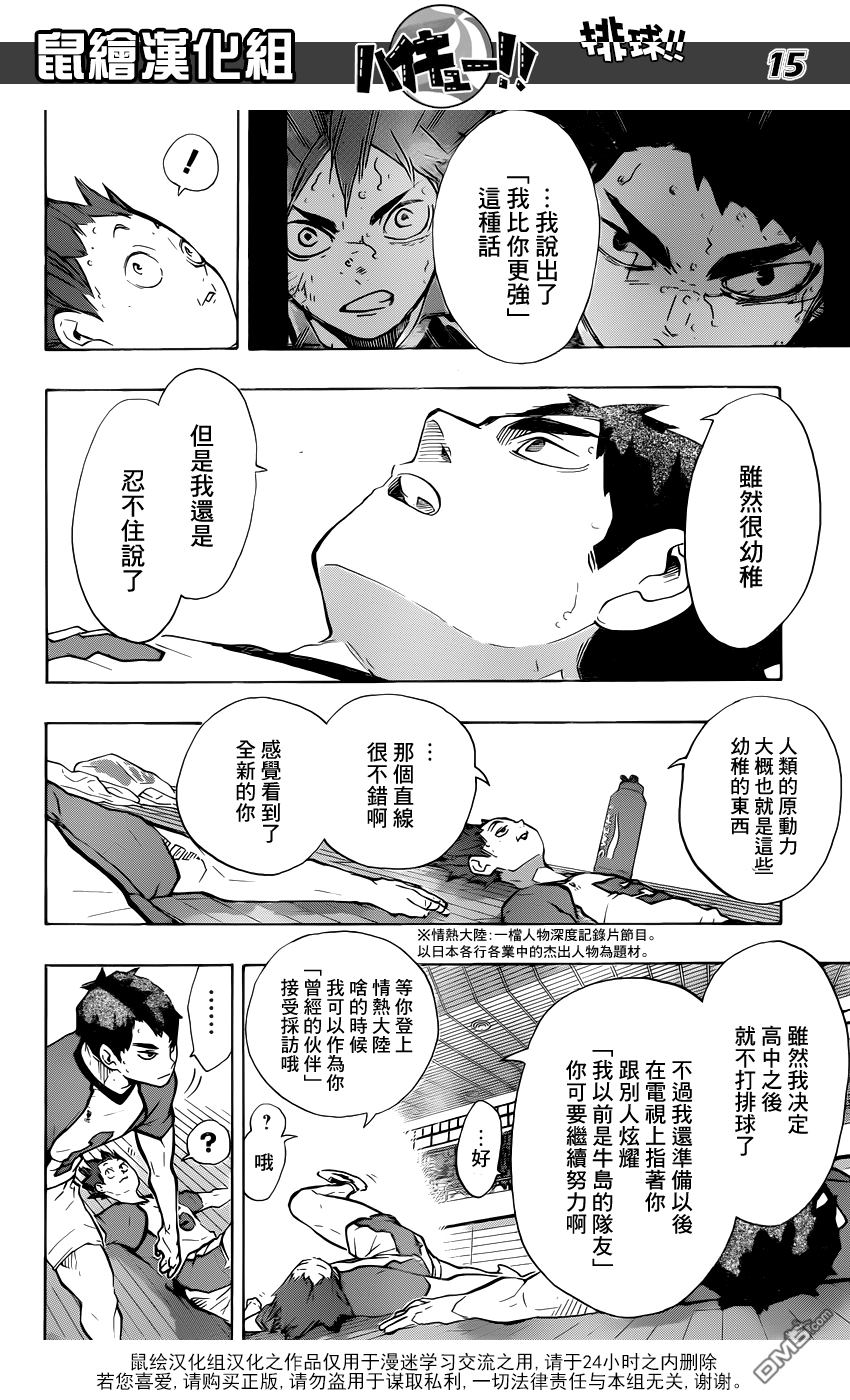 鼠繪漢化組
ハイキュー!!
排球!!
15
…我說出了
「我比你更強」
這種話
!
雖然很幼稚
但是我還是
忍不住說了
人類的原動力
大概也就是這些
幼稚的東西
…
那個直線
很不錯啊
感覺看到了
全新的你
※情熱大陸:一檔人物深度記錄片節目。
以日本各行各業中的杰出人物為題材。
雖然我決定
高中之後
就不打排球了
不過我還準備以後
在電視上指著你
跟別人炫耀
「我以前是牛島的隊友」
你可要繼續努力啊
…好
等你登上
情熱大陸
啥的時候
我可以作為你
「曾經的伙伴」
接受採訪哦
?
哦
……
?
鼠绘汉化组汉化之作品仅用于漫迷学习交流之用, 请于24小时之内删除
若您喜爱, 请购买正版, 请勿盗用于谋取私利, 一切法律责任与本组无关, 谢谢。
DM5.com